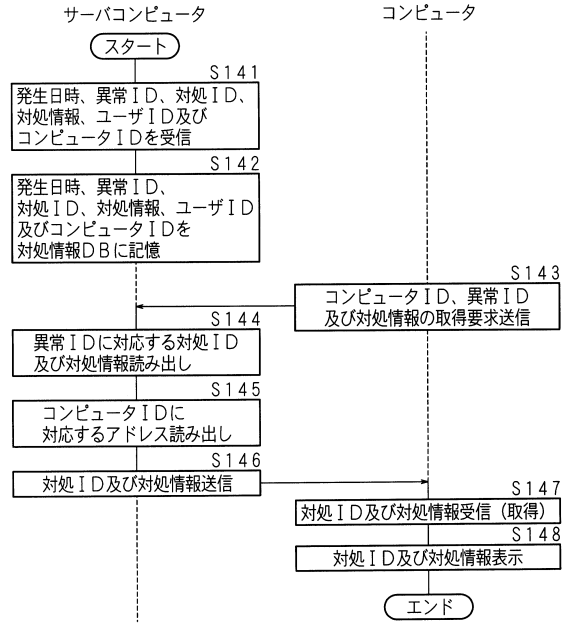 サーバコンピュータ
コンピュータ
スタート
S141
発生日時、異常ID、対処ID、
対処情報、ユーザID及び
コンピュータIDを受信
S142
発生日時、異常ID、
対処ID、対処情報、ユーザID
及びコンピュータIDを
対処情報DBに記憶
S143
コンピュータID、異常ID
及び対処情報の取得要求送信
S144
異常IDに対応する対処ID
及び対処情報読み出し
S145
コンピュータIDに
対応するアドレス読み出し
S146
対処ID及び対処情報送信
S147
対処ID及び対処情報受信(取得)
S148
対処ID及び対処情報表示
エンド